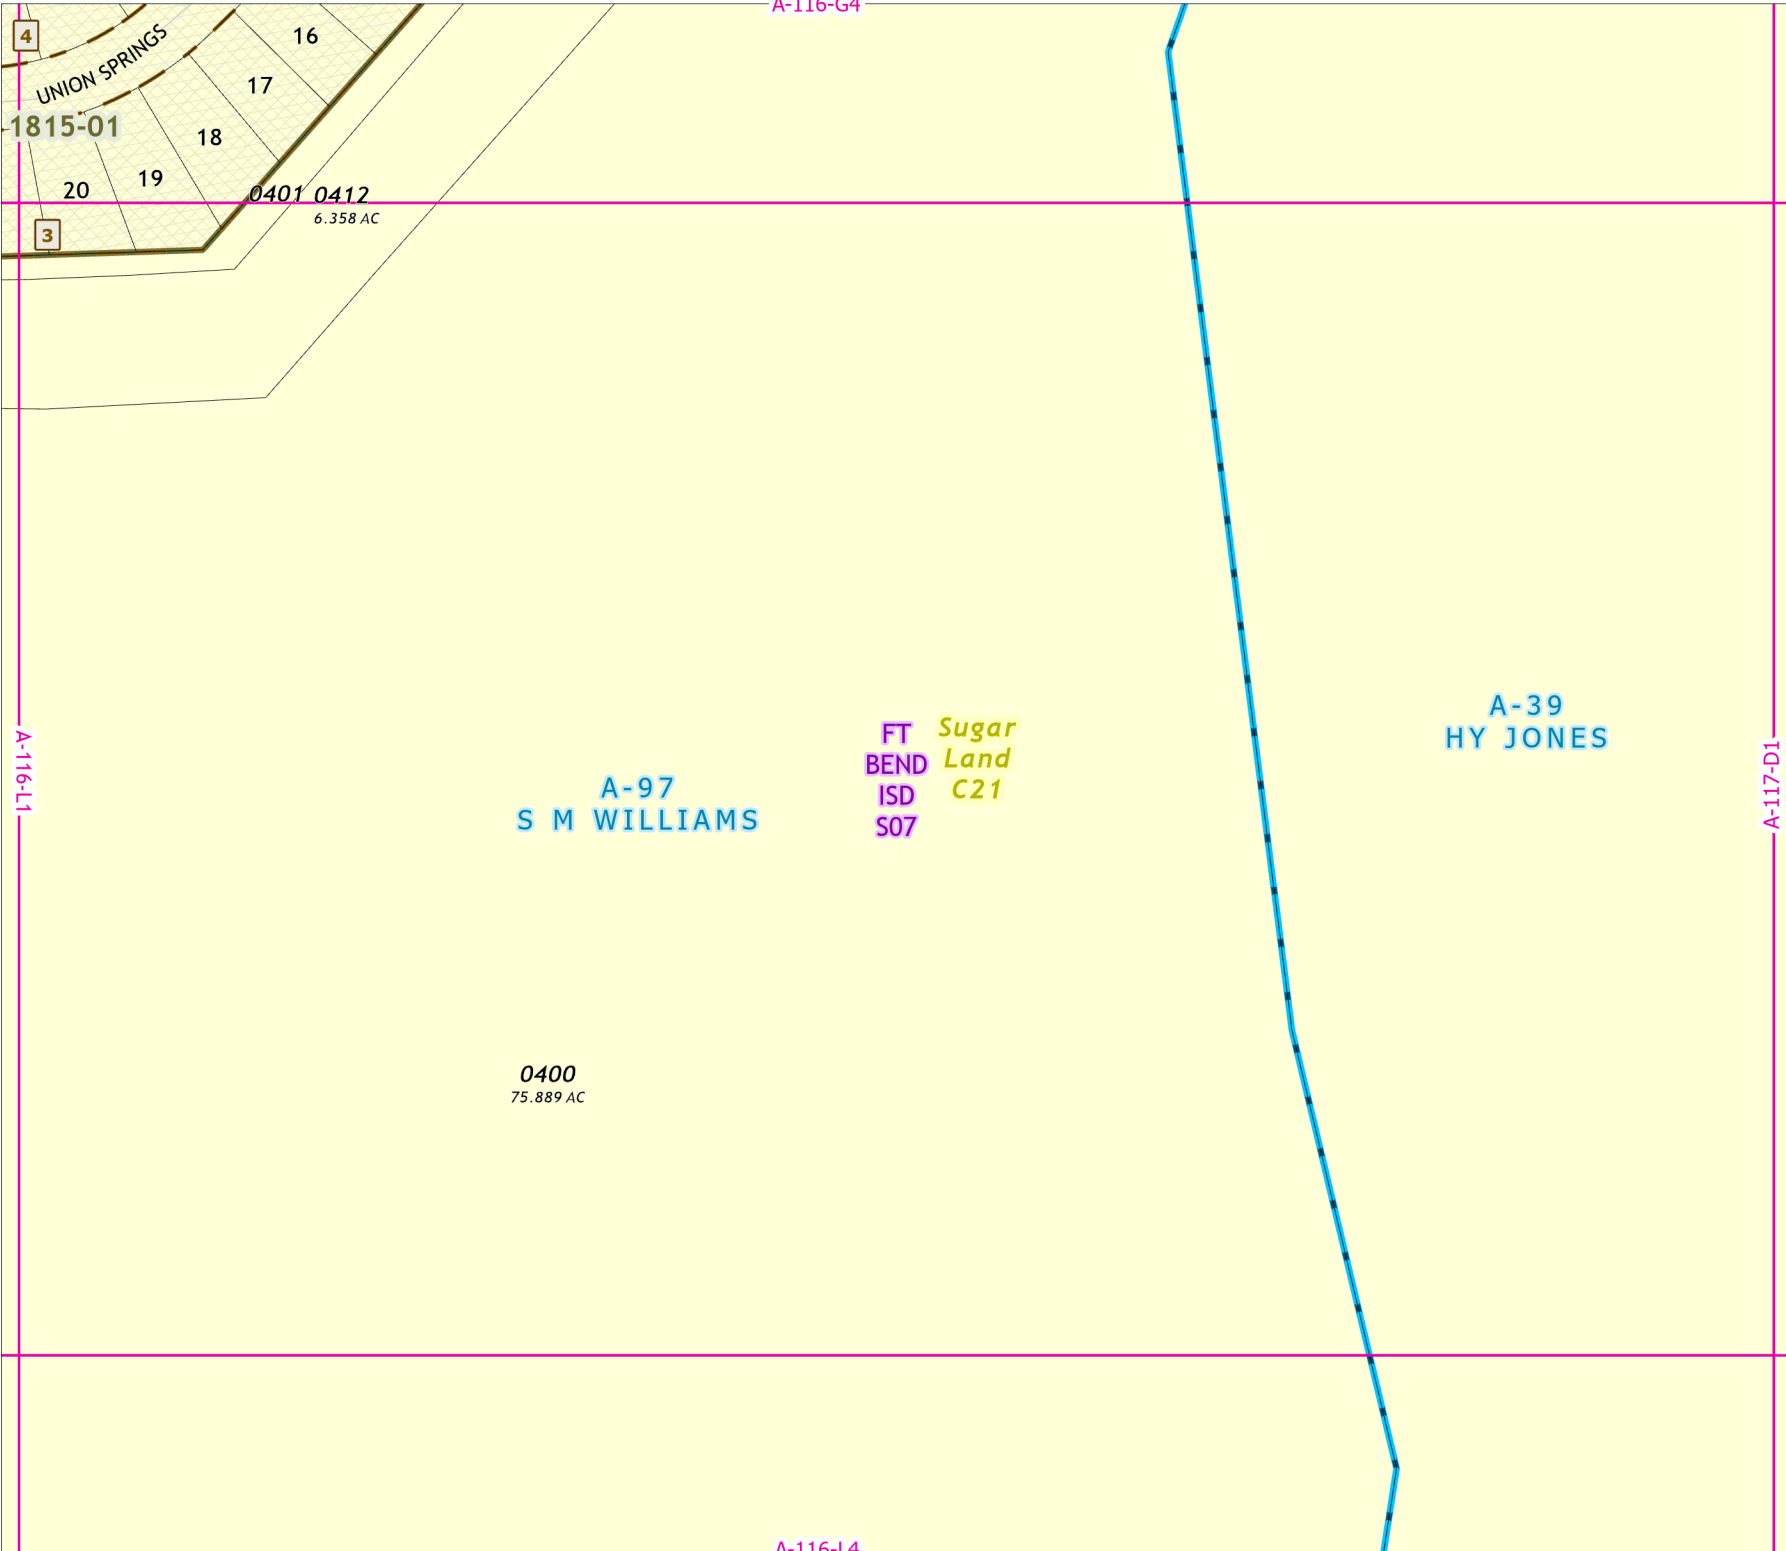 A-116-G4
4
UNION SPRINGS
16
17
1815-01
18
19
20
0401 0412
6.358 AC
3
A-116-L1
FT
BEND
ISD
S07
Sugar
Land
C21
A-39
HY JONES
A-97
S M WILLIAMS
A-117-D1
0400
75.889 AC
A-116-L4